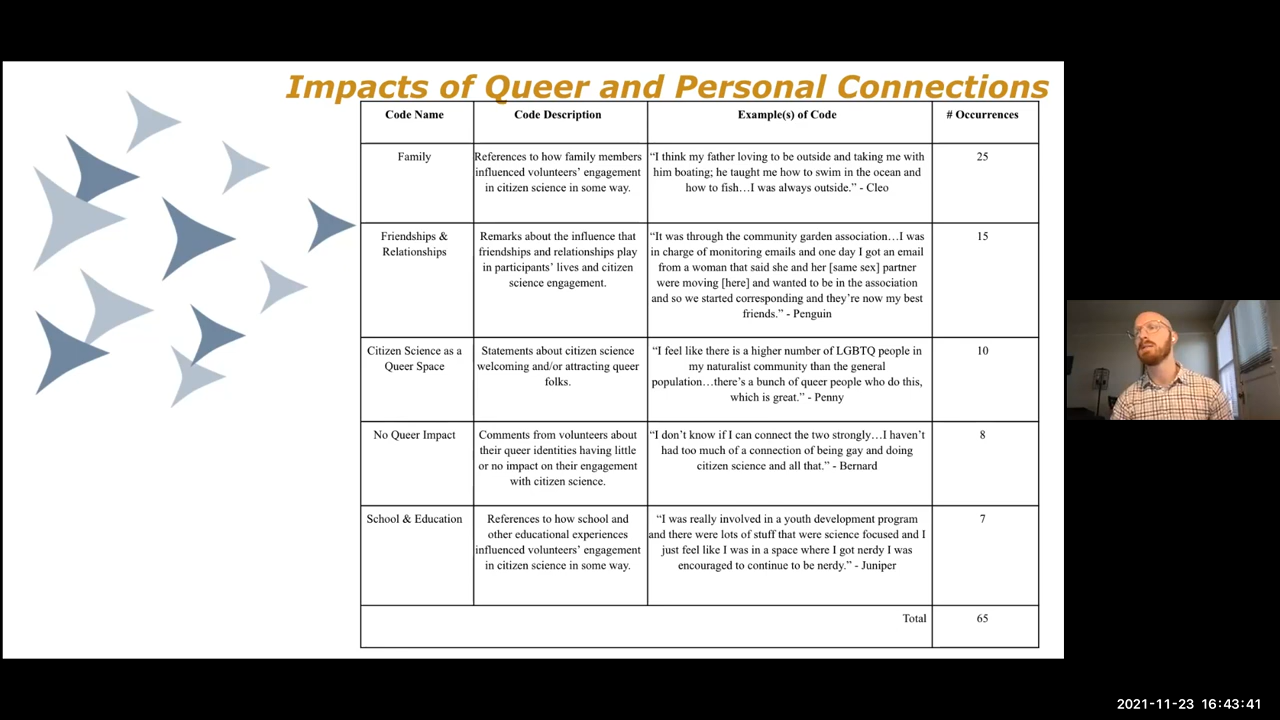 Impacts of Queer and Personal Connections
Code Name
Code Description
Example(s) of Code
# Occurrences
Family
References to how family members
influenced volunteers’ engagement
in citizen science in some way.
“I think my father loving to be outside and taking me with
him boating; he taught me how to swim in the ocean and
how to fish…I was always outside.” - Cleo
25
Friendships &
Relationships
Remarks about the influence that
friendships and relationships play
in participants’ lives and citizen
science engagement.
“It was through the community garden association…I was
in charge of monitoring emails and one day I got an email
from a woman that said she and her [same sex] partner
were moving [here] and wanted to be in the association
and so we started corresponding and they’re now my best
friends.” - Penguin
15
Citizen Science as a
Queer Space
Statements about citizen science
welcoming and/or attracting queer
folks.
“I feel like there is a higher number of LGBTQ people in
my naturalist community than the general
population…there’s a bunch of queer people who do this,
which is great.” - Penny
10
No Queer Impact
Comments from volunteers about
their queer identities having little
or no impact on their engagement
with citizen science.
“I don’t know if I can connect the two strongly…I haven’t
had too much of a connection of being gay and doing
citizen science and all that.” - Bernard
8
School & Education
References to how school and
other educational experiences
influenced volunteers’ engagement
in citizen science in some way.
“I was really involved in a youth development program
and there were lots of stuff that were science focused and I
just feel like I was in a space where I got nerdy I was
encouraged to continue to be nerdy.” - Juniper
7
Total
65
2021-11-23 16:43:41